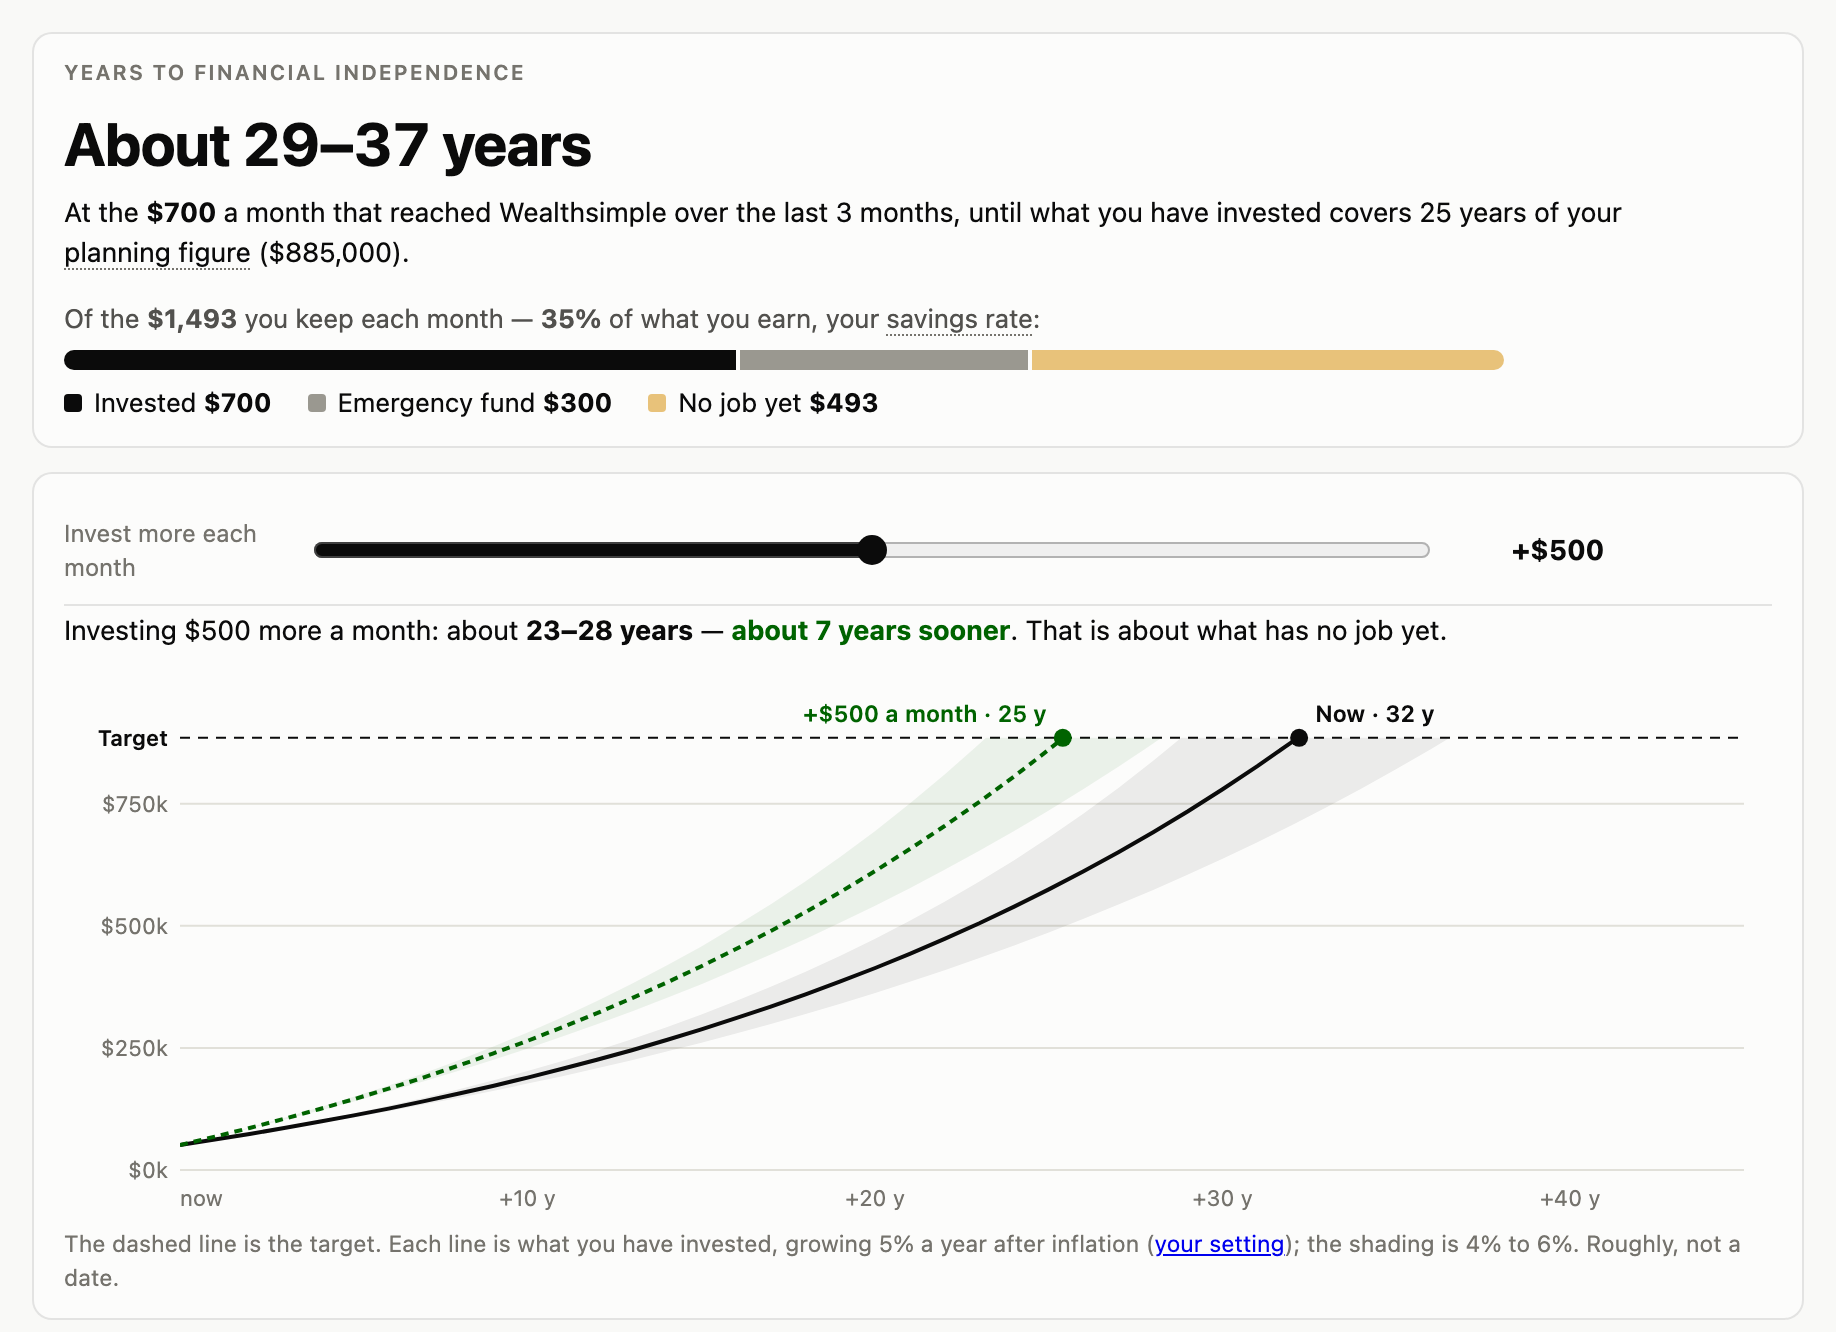 YEARS TO FINANCIAL INDEPENDENCE
About 29–37 years
At the $700 a month that reached Wealthsimple over the last 3 months, until what you have invested covers 25 years of your
planning figure ($885,000).
Of the $1,493 you keep each month — 35% of what you earn, your savings rate:
Invested $700 Emergency fund $300 No job yet $493
Invest more each
month
+$500
Investing $500 more a month: about 23–28 years — about 7 years sooner. That is about what has no job yet.
+$500 a month · 25 y
Now · 32 y
Target
$750k
$500k
$250k
$0k
now +10 y +20 y +30 y +40 y
The dashed line is the target. Each line is what you have invested, growing 5% a year after inflation (your setting); the shading is 4% to 6%. Roughly, not a
date.